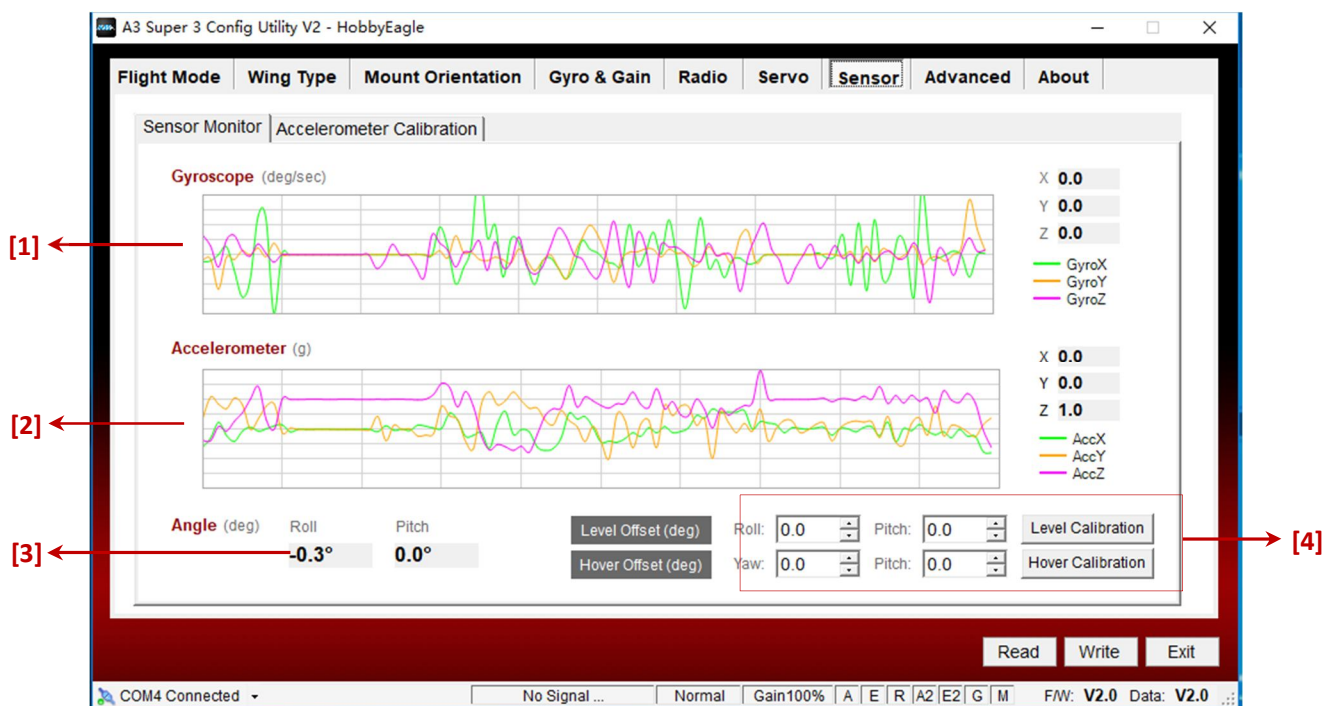 A3 Super 3 Config Utility V2 - HobbyEagle
Flight Mode Wing Type Mount Orientation Gyro & Gain Radio Servo Sensor Advanced About
Sensor Monitor Accelerometer Calibration
Gyroscope (deg/sec)
X 0.0
Y 0.0
Z 0.0
[1]
GyroX
GyroY
GyroZ
Accelerometer (g)
X 0.0
Y 0.0
Z 1.0
[2]
AccX
AccY
AccZ
Angle (deg) Roll Pitch Level Offset (deg) Roll: 0.0 Pitch: 0.0 Level Calibration
[3] -0.3° 0.0° Hover Offset (deg) Yaw: 0.0 Pitch: 0.0 Hover Calibration
[4]
Read Write Exit
COM4 Connected No Signal ... Normal Gain100% A E R A2 E2 G M F/W: V2.0 Data: V2.0